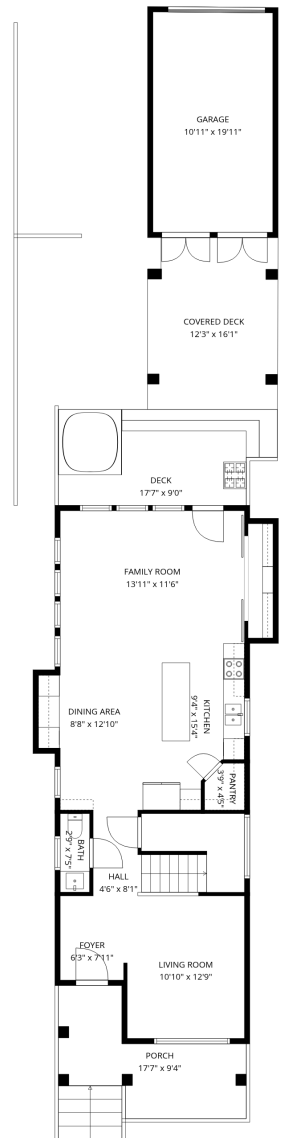 GARAGE
10'11" x 19'11"
COVERED DECK
12'3" x 16'1"
DECK
17'7" x 9'0"
FAMILY ROOM
13'11" x 11'6"
DINING AREA
8'8" x 12'10"
KITCHEN
9'4" x 15'4"
PANTRY
3'9" x 4'5"
BATH
2'9" x 7'5"
HALL
4'6" x 8'1"
FOYER
6'3" x 7'11"
LIVING ROOM
10'10" x 12'9"
PORCH
17'7" x 9'4"